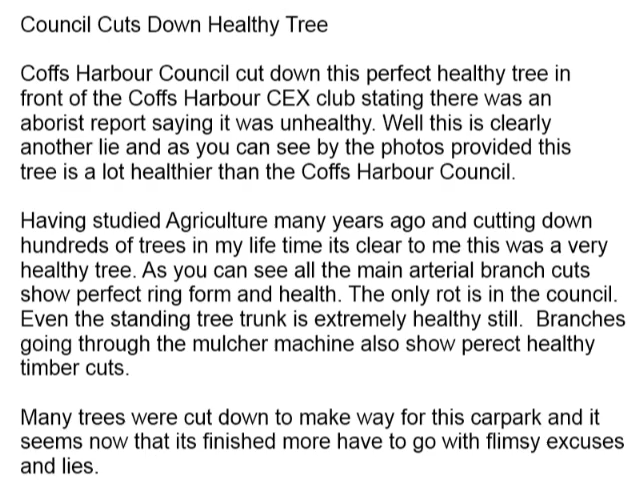 Council Cuts Down Healthy Tree
Coffs Harbour Council cut down this perfect healthy tree in
front of the Coffs Harbour CEX club stating there was an
aborist report saying it was unhealthy. Well this is clearly
another lie and as you can see by the photos provided this
tree is a lot healthier than the Coffs Harbour Council.
Having studied Agriculture many years ago and cutting down
hundreds of trees in my life time its clear to me this was a very
healthy tree. As you can see all the main arterial branch cuts
show perfect ring form and health. The only rot is in the council.
Even the standing tree trunk is extremely healthy still.  Branches
going through the mulcher machine also show perect healthy
timber cuts.
Many trees were cut down to make way for this carpark and it
seems now that its finished more have to go with flimsy excuses
and lies.